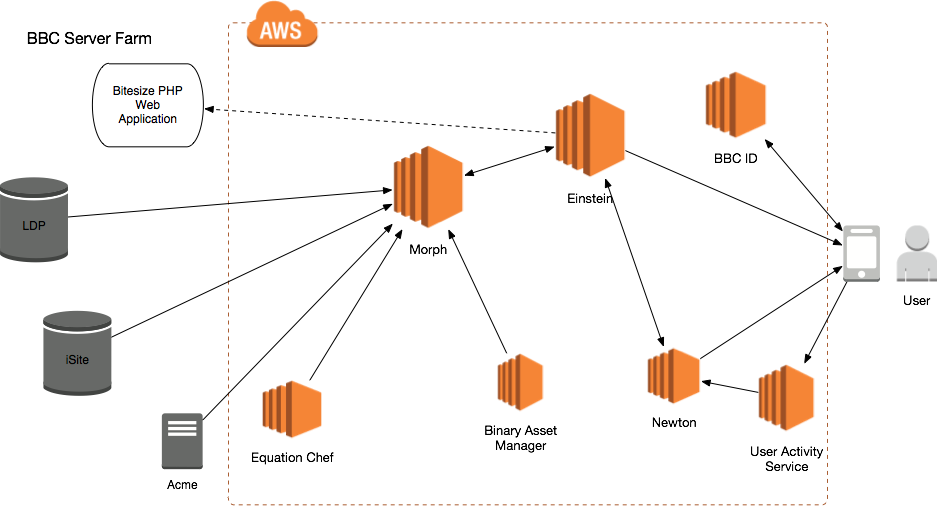 AWS
BBC Server Farm
Bitesize PHP
Web
Application
BBC ID
Einstein
LDP
Morph
User
iSite
Newton
Binary Asset
Manager
Equation Chef
User Activity
Service
Acme